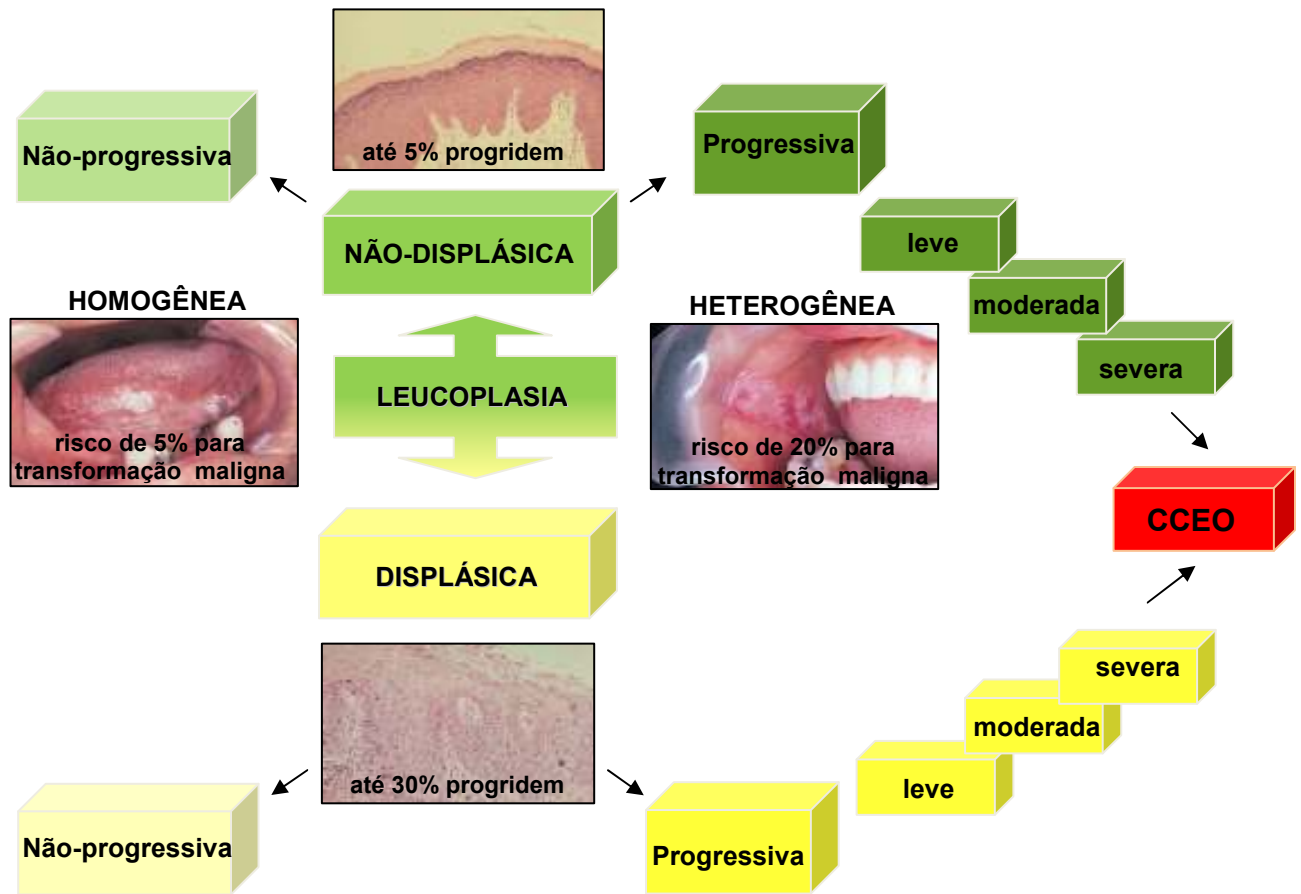 até 5% progridem
Não-progressiva
Progressiva
NÃO-DISPLÁSICA
leve
moderada
severa
HOMOGÊNEA
risco de 5% para
transformação maligna
LEUCOPLASIA
HETEROGÊNEA
risco de 20% para
transformação maligna
CCEO
DISPLÁSICA
até 30% progridem
Não-progressiva
Progressiva
leve
moderada
severa